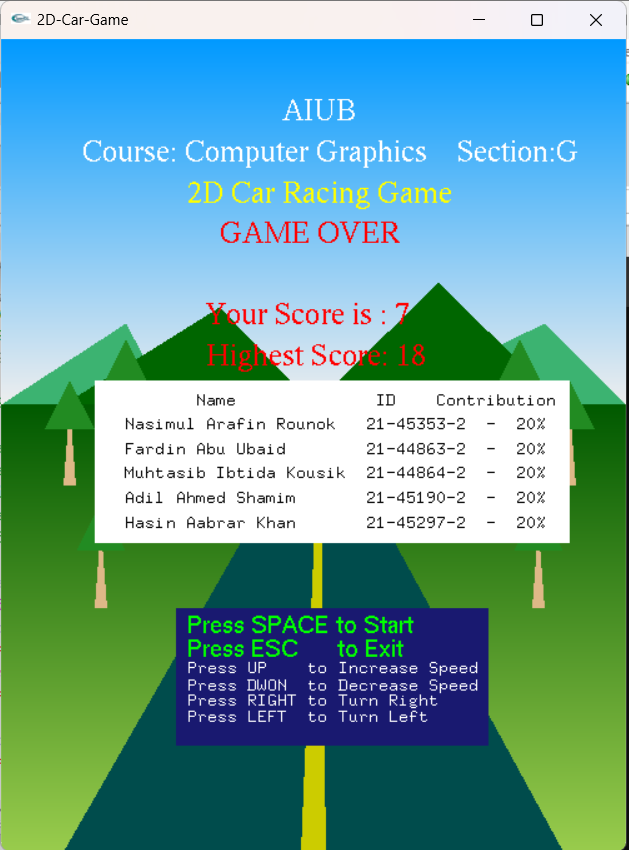 2D-Car-Game
AIUB
Course: Computer Graphics Section:G
2D Car Racing Game
GAME OVER
Your Score is : 7
Highest Score: 18
Name ID Contribution
Nasimul Arafin Rounok 21-45353-2 - 20%
Fardin Abu Ubaid 21-44863-2 - 20%
Muhtasib Ibtida Kousik 21-44864-2 - 20%
Adil Ahmed Shamim 21-45190-2 - 20%
Hasin Aabrar Khan 21-45297-2 - 20%
Press SPACE to Start
Press ESC to Exit
Press UP to Increase Speed
Press DWON to Decrease Speed
Press RIGHT to Turn Right
Press LEFT to Turn Left